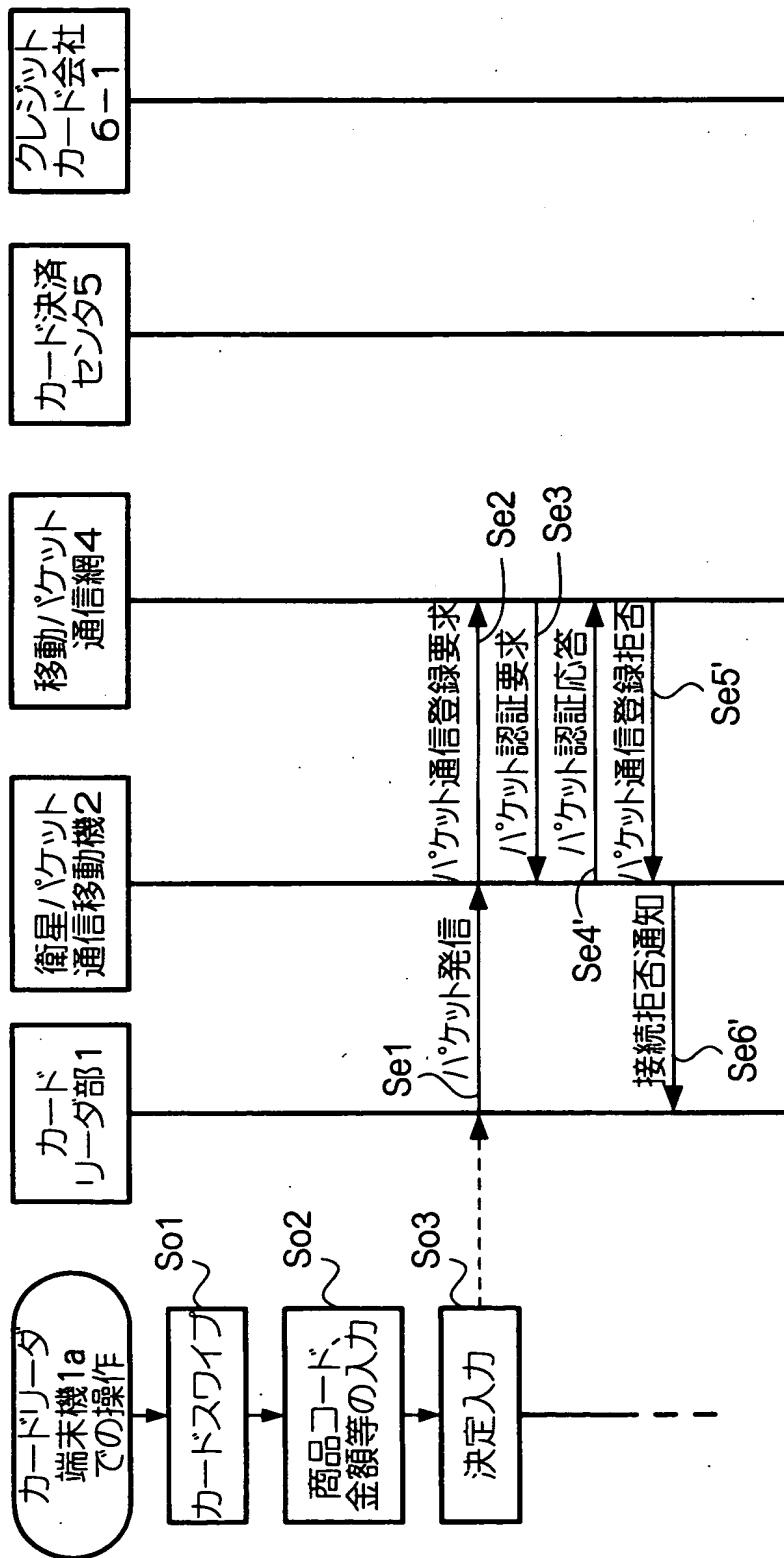 カードリーダ
端末機1a
での操作
カード
リーダ部1
衛星パケット
通信移動機2
移動パケット
通信網4
カード決済
センタ5
クレジット
カード会社
6－1
カードスワイプ
So1
商品コード、
金額等の入力
So2
決定入力
So3
Se1
パケット発信
パケット通信登録要求
Se2
パケット認証要求
Se3
パケット認証応答
Se4'
パケット通信登録拒否
Se5'
接続拒否通知
Se6'